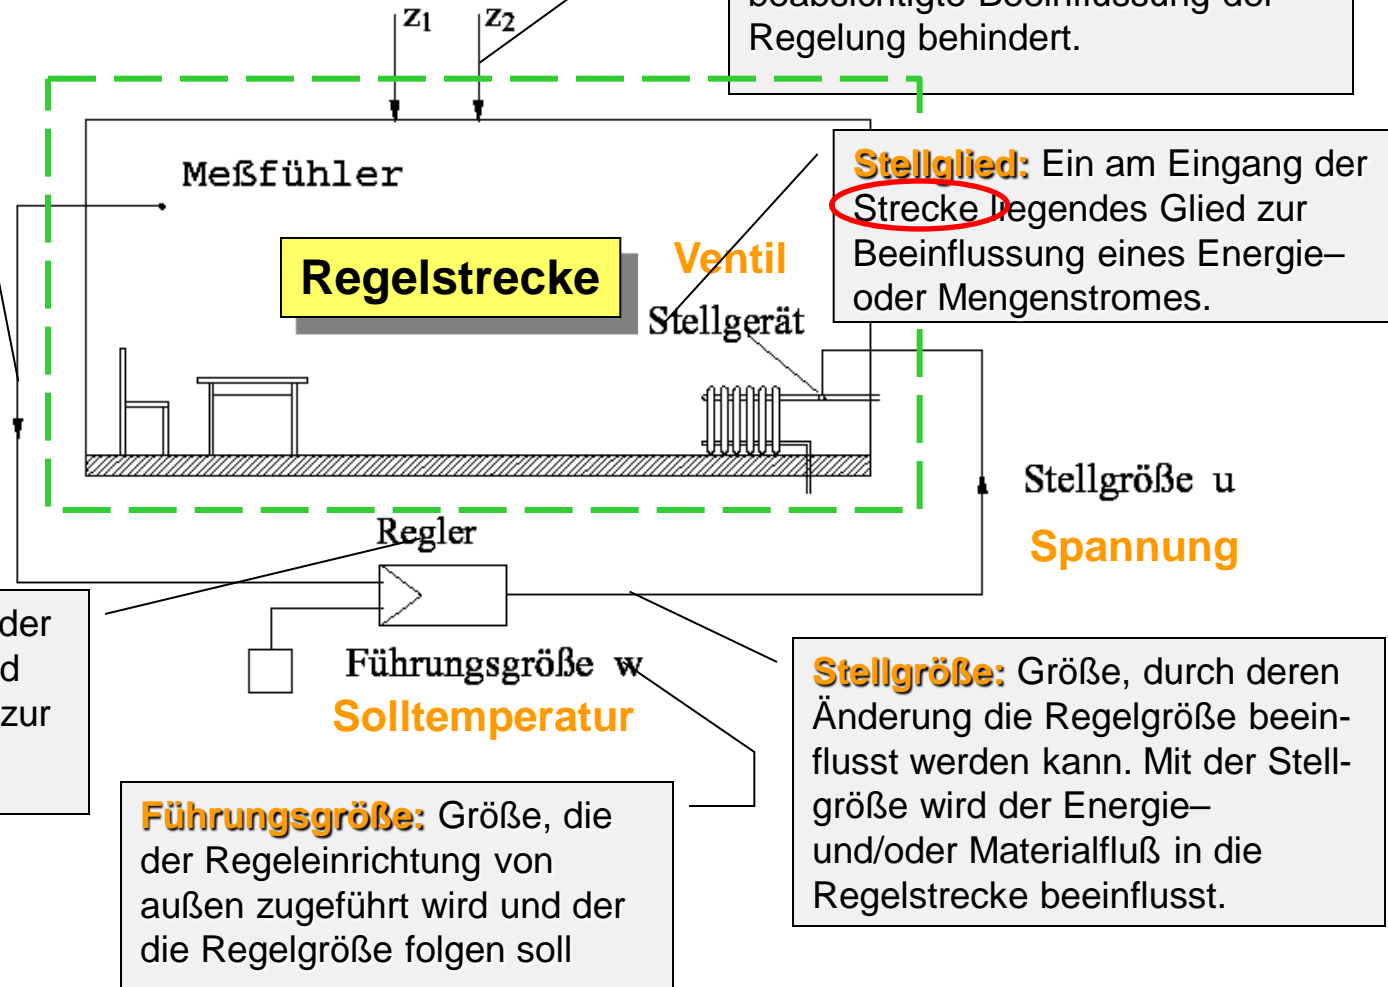 z1 z2
beabsichtigte Beeinflussung der
Regelung behindert.
Meßfühler
Stellglied: Ein am Eingang der
Strecke liegendes Glied zur
Beeinflussung eines Energie–
oder Mengenstromes.
Ventil
Regelstrecke
Stellgerät
Stellgröße u
Spannung
Regler
der
d
zur
Führungsgröße w
Solltemperatur
Stellgröße: Größe, durch deren
Änderung die Regelgröße beein-
flusst werden kann. Mit der Stell-
größe wird der Energie–
und/oder Materialfluß in die
Regelstrecke beeinflusst.
Führungsgröße: Größe, die
der Regeleinrichtung von
außen zugeführt wird und der
die Regelgröße folgen soll